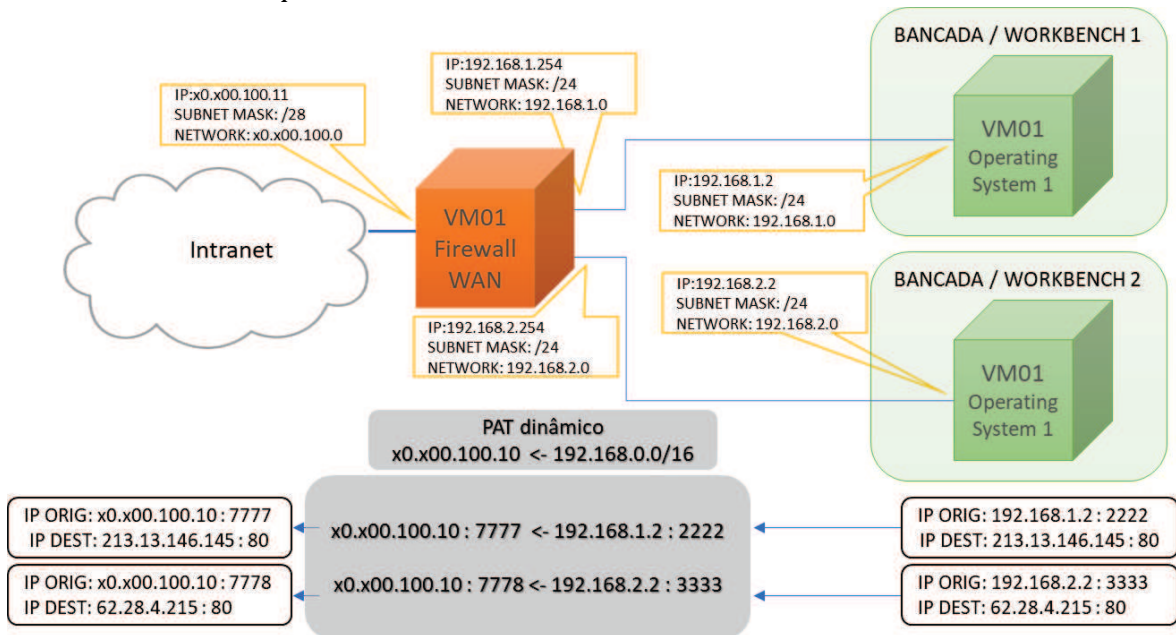 BANCADA / WORKBENCH 1
IP:192.168.1.254
SUBNET MASK: /24
NETWORK: 192.168.1.0
IP:x0.x00.100.11
SUBNET MASK: /28
NETWORK: x0.x00.100.0
VM01
Operating
System 1
IP:192.168.1.2
SUBNET MASK: /24
NETWORK: 192.168.1.0
VM01
Firewall
WAN
Intranet
BANCADA / WORKBENCH 2
IP:192.168.2.2
SUBNET MASK: /24
NETWORK: 192.168.2.0
IP:192.168.2.254
SUBNET MASK: /24
NETWORK: 192.168.2.0
VM01
Operating
System 1
PAT dinâmico
x0.x00.100.10 <- 192.168.0.0/16
IP ORIG: x0.x00.100.10 : 7777
IP DEST: 213.13.146.145 : 80
x0.x00.100.10 : 7777 <- 192.168.1.2 : 2222
IP ORIG: 192.168.1.2 : 2222
IP DEST: 213.13.146.145 : 80
IP ORIG: x0.x00.100.10 : 7778
IP DEST: 62.28.4.215 : 80
x0.x00.100.10 : 7778 <- 192.168.2.2 : 3333
IP ORIG: 192.168.2.2 : 3333
IP DEST: 62.28.4.215 : 80